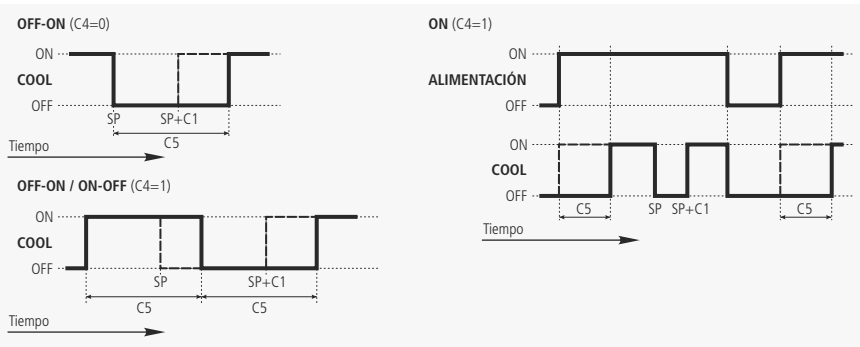 OFF-ON (C4=0)
ON
COOL
OFF
SP SP+C1
C5
Tiempo
OFF-ON / ON-OFF (C4=1)
ON
COOL
OFF
SP SP+C1
C5 C5
Tiempo
ON (C4=1)
ON
ALIMENTACIÓN
OFF
ON
COOL
OFF
C5 SP SP+C1 C5
Tiempo